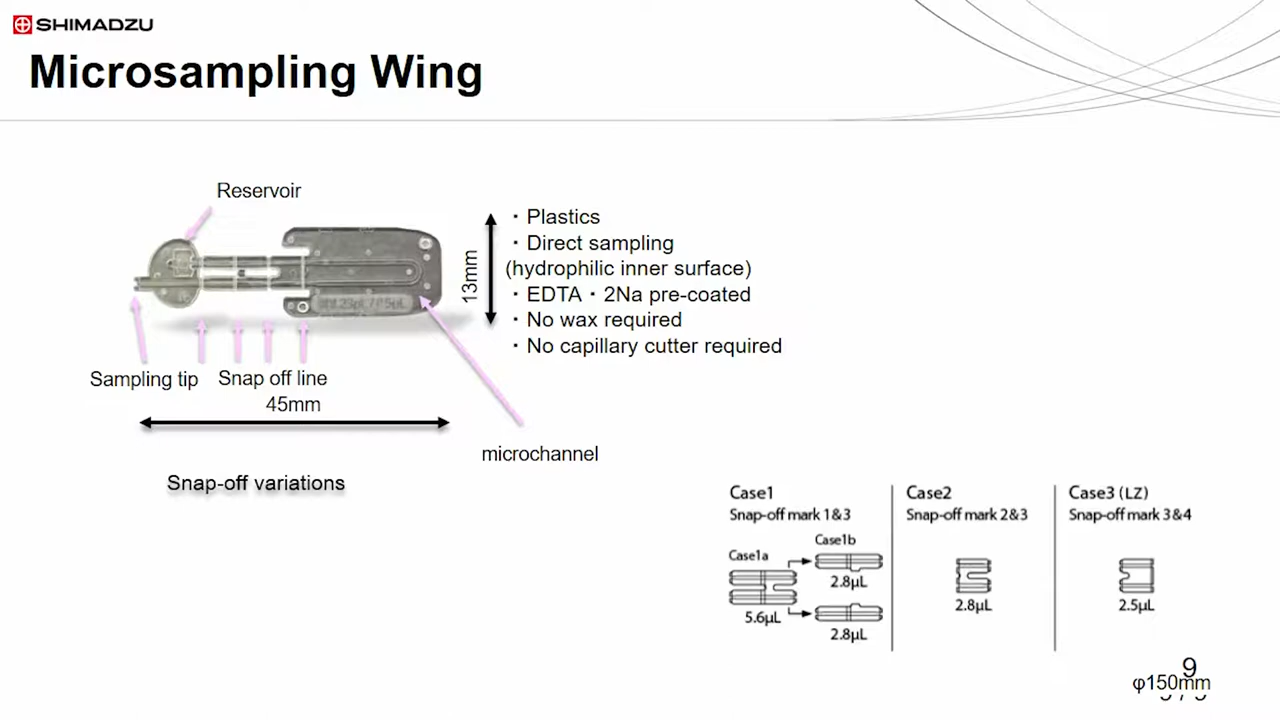 SHIMADZU
Microsampling Wing
Reservoir
・Plastics
・Direct sampling
(hydrophilic inner surface)
・EDTA・2Na pre-coated
・No wax required
・No capillary cutter required
13mm
Sampling tip
Snap off line
45mm
microchannel
Snap-off variations
Case1
Snap-off mark 1&3
Case1a
5.6μL
Case1b
2.8μL
2.8μL
Case2
Snap-off mark 2&3
2.8μL
Case3 (LZ)
Snap-off mark 3&4
2.5μL
9
φ150mm